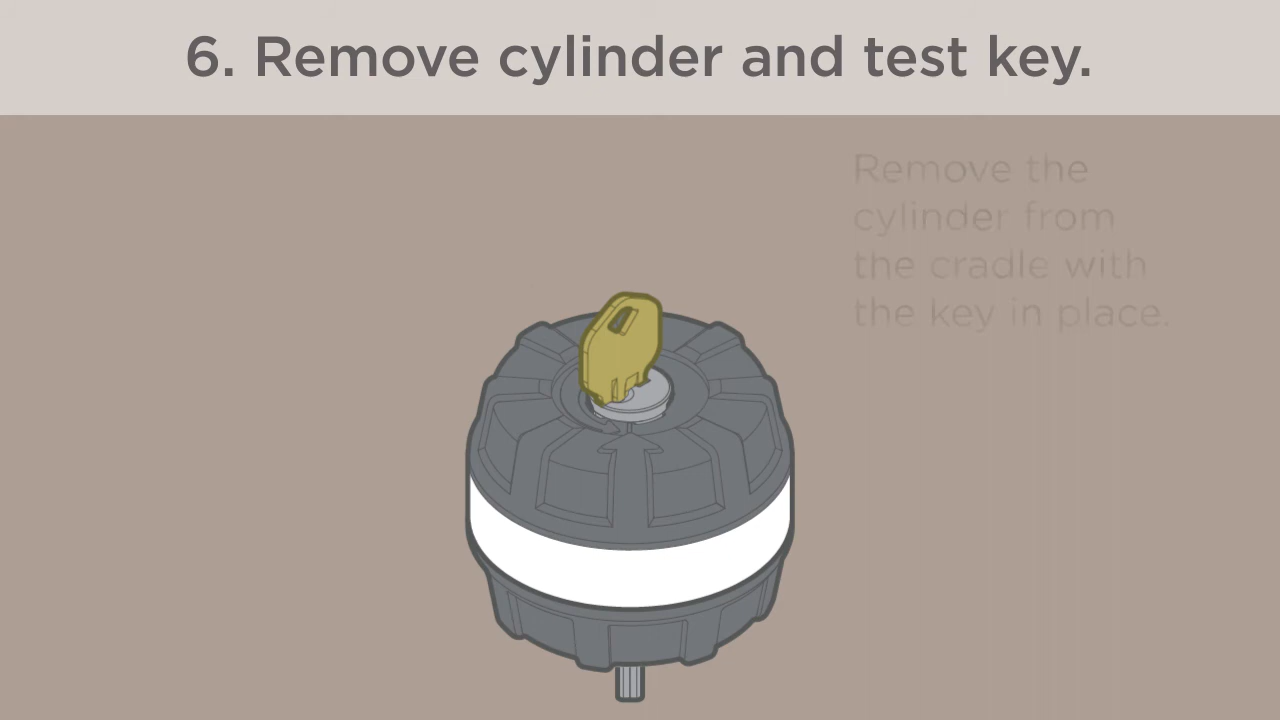 6. Remove cylinder and test key.
Remove the
cylinder from
the cradle with
the key in place.